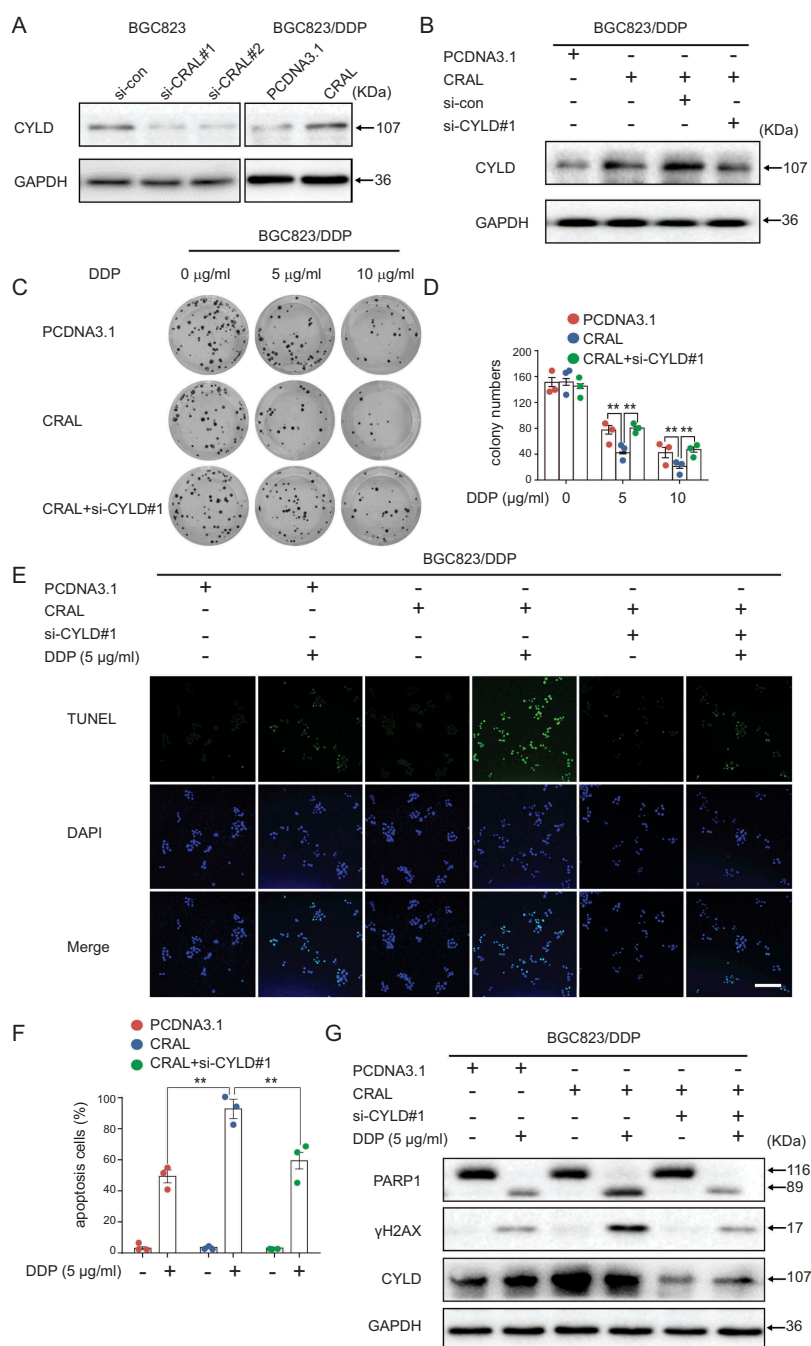 A
BGC823 BGC823/DDP
si-con si-CRAL#1 si-CRAL#2 PCDNA3.1 CRAL (KDa)
CYLD 107
GAPDH 36
B
BGC823/DDP
PCDNA3.1 + - - -
CRAL - + + +
si-con - - + -
si-CYLD#1 - - - + (KDa)
CYLD 107
GAPDH 36
C
BGC823/DDP
DDP 0 μg/ml 5 μg/ml 10 μg/ml
PCDNA3.1
CRAL
CRAL+si-CYLD#1
D
PCDNA3.1
CRAL
CRAL+si-CYLD#1
colony numbers
200
160
120
80
40
0
** ** ** **
DDP (μg/ml) 0 5 10
E
BGC823/DDP
PCDNA3.1 + + - - - -
CRAL - - + + + +
si-CYLD#1 - - - - + +
DDP (5 μg/ml) - + - + - +
TUNEL
DAPI
Merge
F
PCDNA3.1
CRAL
CRAL+si-CYLD#1
apoptosis cells (%)
100
80
60
40
20
0
** **
DDP (5 μg/ml) - + - + - +
G
BGC823/DDP
PCDNA3.1 + + - - - -
CRAL - - + + + +
si-CYLD#1 - - - - + +
DDP (5 μg/ml) - + - + - + (KDa)
PARP1 116
89
γH2AX 17
CYLD 107
GAPDH 36